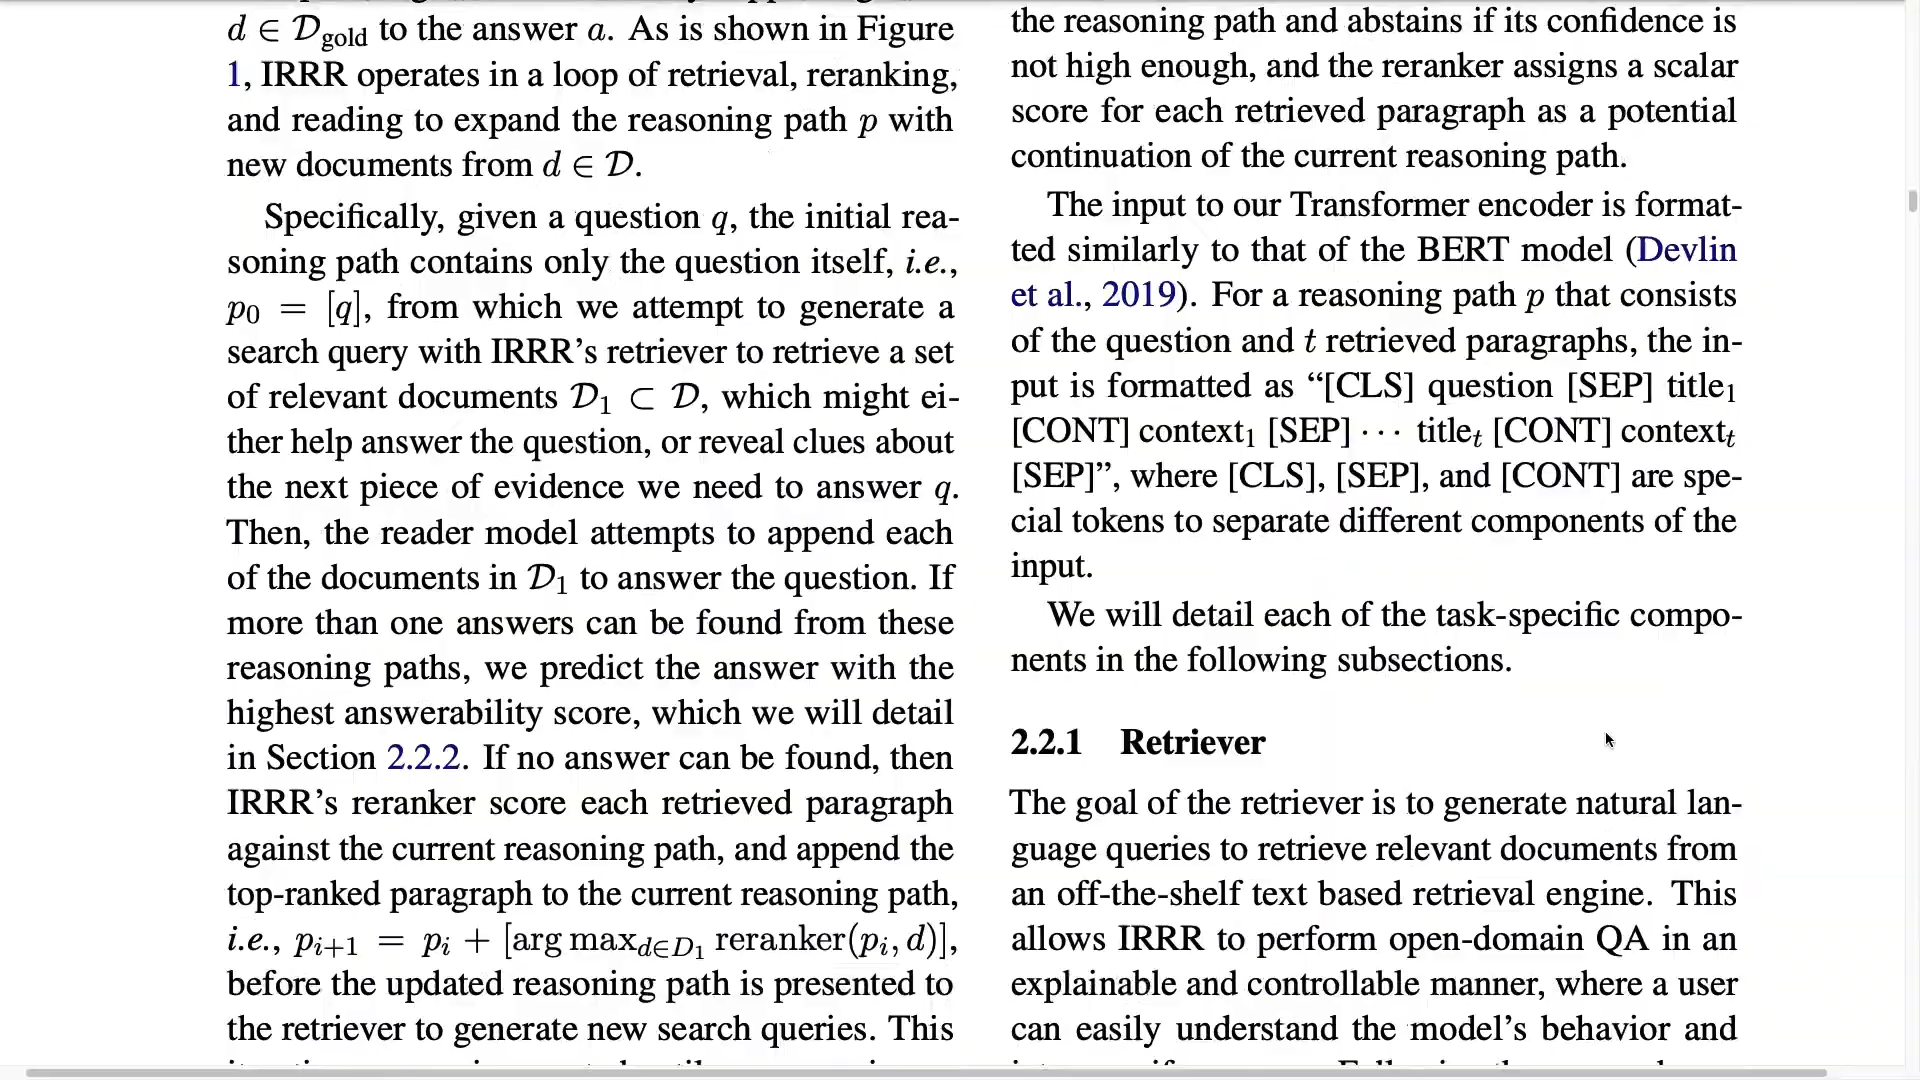 d ∈ 𝒟gold to the answer a. As is shown in Figure
1, IRRR operates in a loop of retrieval, reranking,
and reading to expand the reasoning path p with
new documents from d ∈ 𝒟.
Specifically, given a question q, the initial rea-
soning path contains only the question itself, i.e.,
p0 = [q], from which we attempt to generate a
search query with IRRR’s retriever to retrieve a set
of relevant documents 𝒟1 ⊂ 𝒟, which might ei-
ther help answer the question, or reveal clues about
the next piece of evidence we need to answer q.
Then, the reader model attempts to append each
of the documents in 𝒟1 to answer the question. If
more than one answers can be found from these
reasoning paths, we predict the answer with the
highest answerability score, which we will detail
in Section 2.2.2. If no answer can be found, then
IRRR’s reranker score each retrieved paragraph
against the current reasoning path, and append the
top-ranked paragraph to the current reasoning path,
i.e., pi+1 = pi + [arg maxd∈D1 reranker(pi, d)],
before the updated reasoning path is presented to
the retriever to generate new search queries. This
the reasoning path and abstains if its confidence is
not high enough, and the reranker assigns a scalar
score for each retrieved paragraph as a potential
continuation of the current reasoning path.
The input to our Transformer encoder is format-
ted similarly to that of the BERT model (Devlin
et al., 2019). For a reasoning path p that consists
of the question and t retrieved paragraphs, the in-
put is formatted as “[CLS] question [SEP] title1
[CONT] context1 [SEP] ··· titlet [CONT] contextt
[SEP]”, where [CLS], [SEP], and [CONT] are spe-
cial tokens to separate different components of the
input.
We will detail each of the task-specific compo-
nents in the following subsections.
2.2.1 Retriever
The goal of the retriever is to generate natural lan-
guage queries to retrieve relevant documents from
an off-the-shelf text based retrieval engine. This
allows IRRR to perform open-domain QA in an
explainable and controllable manner, where a user
can easily understand the model’s behavior and